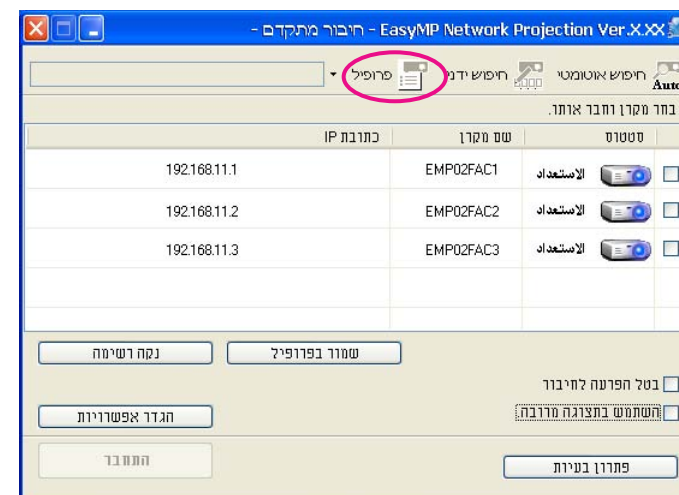 EasyMP Network Projection Ver.X.XX - חיבור מתקדם -
Auto חיפוש אוטומטי חיפוש ידני פרופיל
בחר מקרן וחבר אותו.
סטטוס שם מקרן כתובת IP
الاستعداد EMP02FAC1 192.168.11.1
الاستعداد EMP02FAC2 192.168.11.2
الاستعداد EMP02FAC3 192.168.11.3
שמור בפרופיל נקה רשימה
בטל הפרעה לחיבור
השתמש בתצוגה מרובה. הגדר אפשרויות
פתרון בעיות התחבר